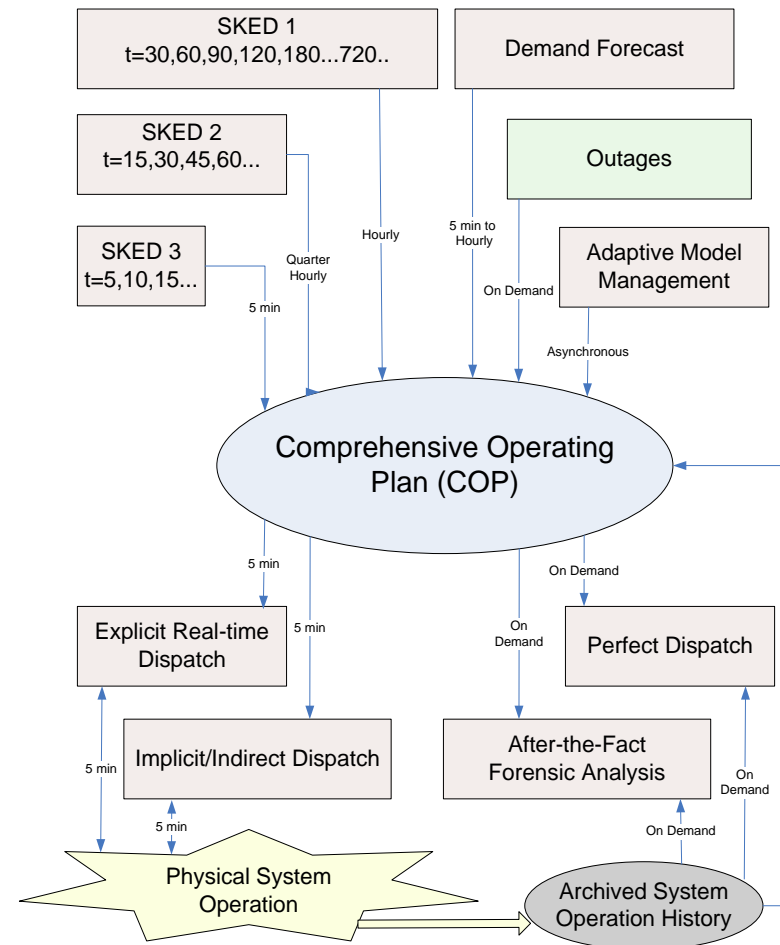 SKED 1
t=30,60,90,120,180...720..
Demand Forecast
SKED 2
t=15,30,45,60...
Outages
SKED 3
t=5,10,15...
Adaptive Model
Management
Hourly
5 min to
Hourly
Quarter
Hourly
On Demand
5 min
Asynchronous
Comprehensive Operating
Plan (COP)
5 min
On Demand
5 min
On
Demand
Explicit Real-time
Dispatch
Perfect Dispatch
Implicit/Indirect Dispatch
After-the-Fact
Forensic Analysis
5 min
On
Demand
5 min
On Demand
Physical System
Operation
Archived System
Operation History